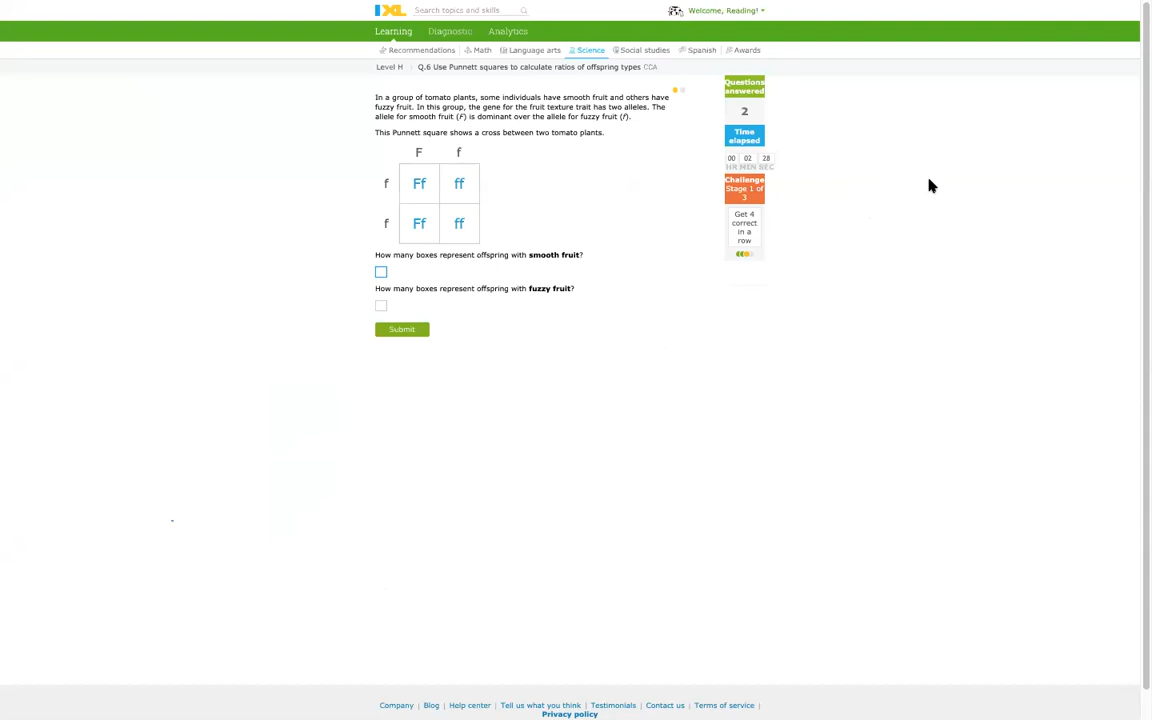 IXL Search topics and skills Welcome, Reading!
Learning Diagnostic Analytics
Recommendations Math Language arts Science Social studies Spanish Awards
Level H Q.6 Use Punnett squares to calculate ratios of offspring types CCA
In a group of tomato plants, some individuals have smooth fruit and others have
fuzzy fruit. In this group, the gene for the fruit texture trait has two alleles. The
allele for smooth fruit (F) is dominant over the allele for fuzzy fruit (f).
This Punnett square shows a cross between two tomato plants.
F f
f Ff ff
f Ff ff
How many boxes represent offspring with smooth fruit?
How many boxes represent offspring with fuzzy fruit?
Submit
Questions
answered
2
Time
elapsed
00 02 28
HR MIN SEC
Challenge
Stage 1 of
3
Get 4
correct
in a
row
Company | Blog | Help center | Tell us what you think | Testimonials | Contact us | Terms of service |
Privacy policy